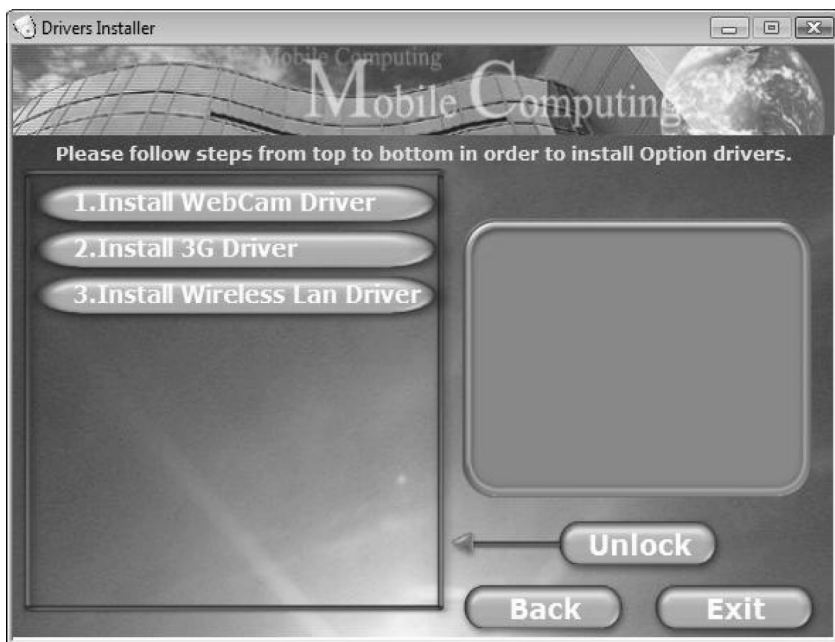 Drivers Installer
Mobile Computing
Mobile Computing
Please follow steps from top to bottom in order to install Option drivers.
1.Install WebCam Driver
2.Install 3G Driver
3.Install Wireless Lan Driver
Unlock
Back
Exit